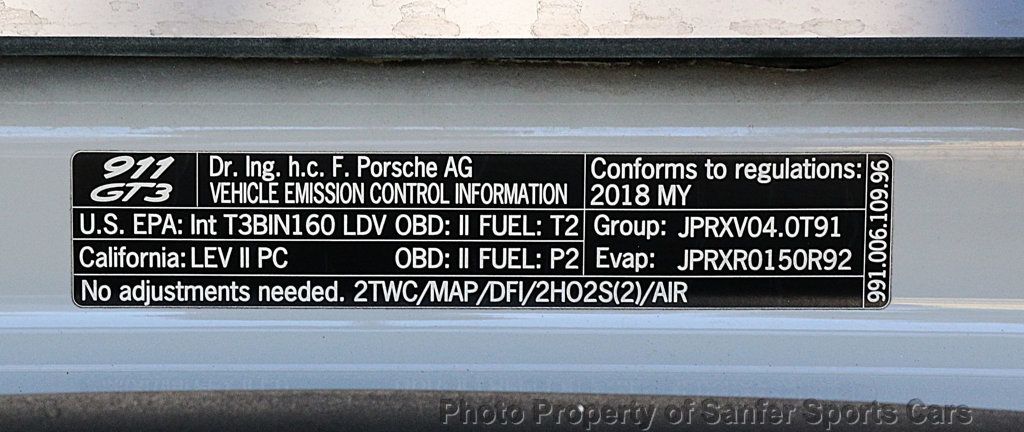 911 GT3
Dr. Ing. h.c. F. Porsche AG
VEHICLE EMISSION CONTROL INFORMATION
Conforms to regulations:
2018 MY
U.S. EPA: Int T3BIN160 LDV OBD: II FUEL: T2
Group: JPRXV04.0T91
California: LEV II PC OBD: II FUEL: P2
Evap: JPRXR0150R92
No adjustments needed. 2TWC/MAP/DFI/2HO2S(2)/AIR
991.006.109.96
Photo Property of Sanfer Sports Cars